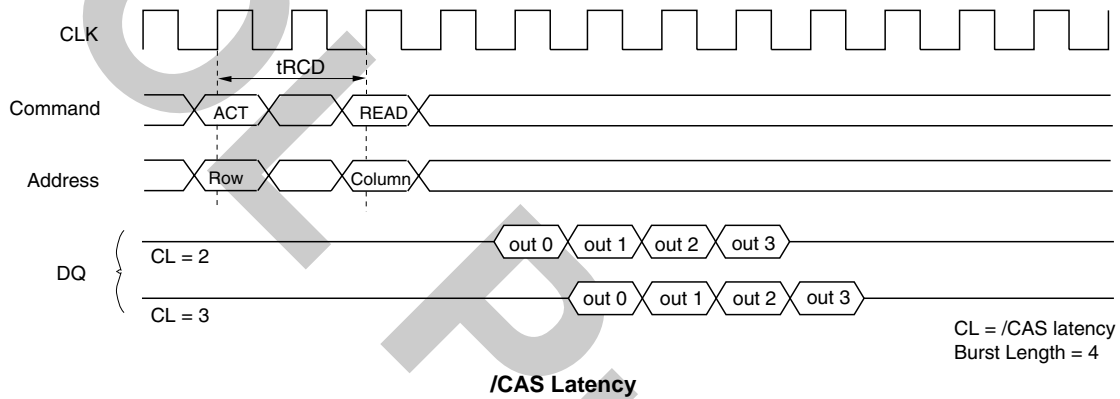 CLK
tRCD
Command
ACT
READ
Address
Row
Column
DQ
CL = 2
out 0
out 1
out 2
out 3
CL = 3
out 0
out 1
out 2
out 3
CL = /CAS latency
Burst Length = 4
/CAS Latency